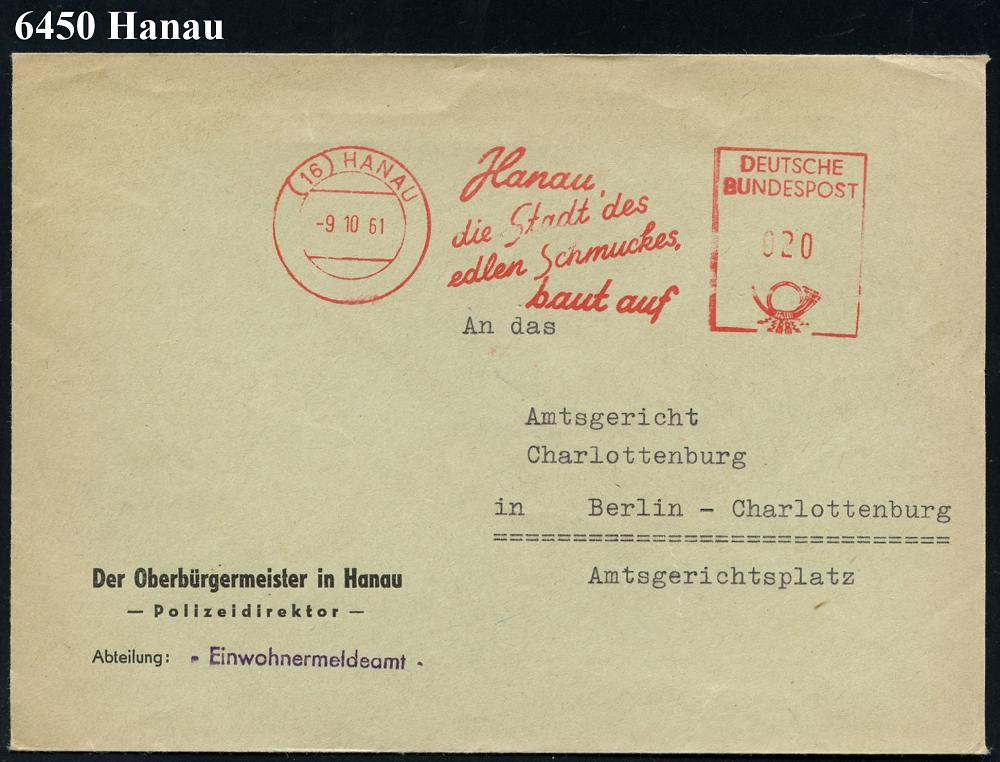 6450 Hanau
(16) HANAU
-9 10 61
Hanau,
die Stadt des
edlen Schmuckes,
baut auf
DEUTSCHE
BUNDESPOST
020
An das
Amtsgericht
Charlottenburg
in Berlin - Charlottenburg
=============================
Amtsgerichtsplatz
Der Oberbürgermeister in Hanau
— Polizeidirektor —
Abteilung: - Einwohnermeldeamt -